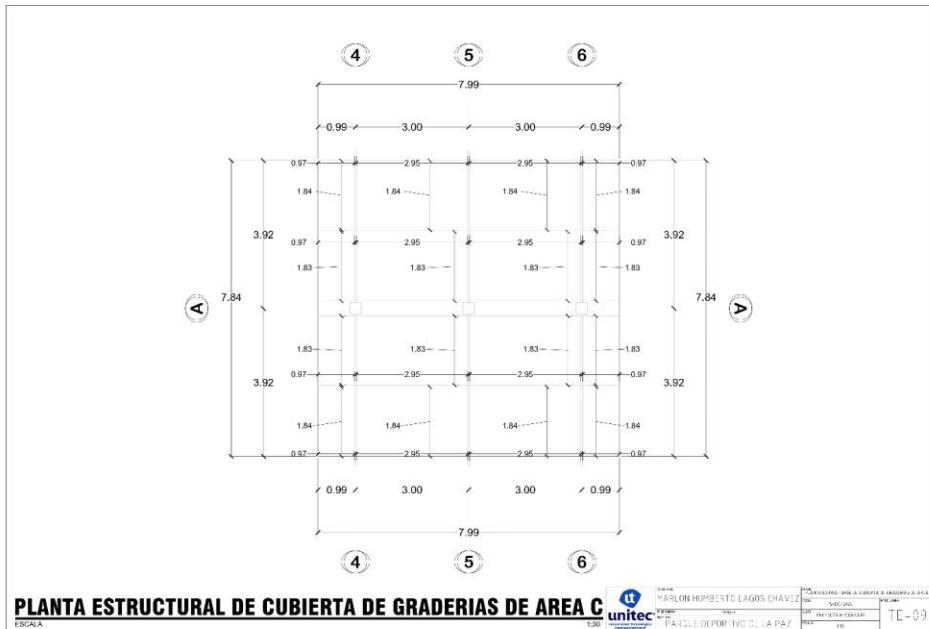 4 5 6
7.99
0.99 3.00 3.00 0.99
0.97 2.95 2.95 0.97
1.84 1.84 1.84 1.84
3.92 3.92
0.97 2.95 2.95 0.97
1.83 1.83 1.83 1.83
A 7.84 7.84 A
1.83 1.83 1.83 1.83
0.97 2.95 2.95 0.97
3.92 3.92
1.84 1.84 1.84 1.84
0.97 2.95 2.95 0.97
0.99 3.00 3.00 0.99
7.99
4 5 6
PLANTA ESTRUCTURAL DE CUBIERTA DE GRADERIAS DE AREA C
ESCALA 1:30
unitec
MARLON HUMBERTO LAGOS CHAVEZ
PARQUE DEPORTIVO DE LA PAZ
TE-09